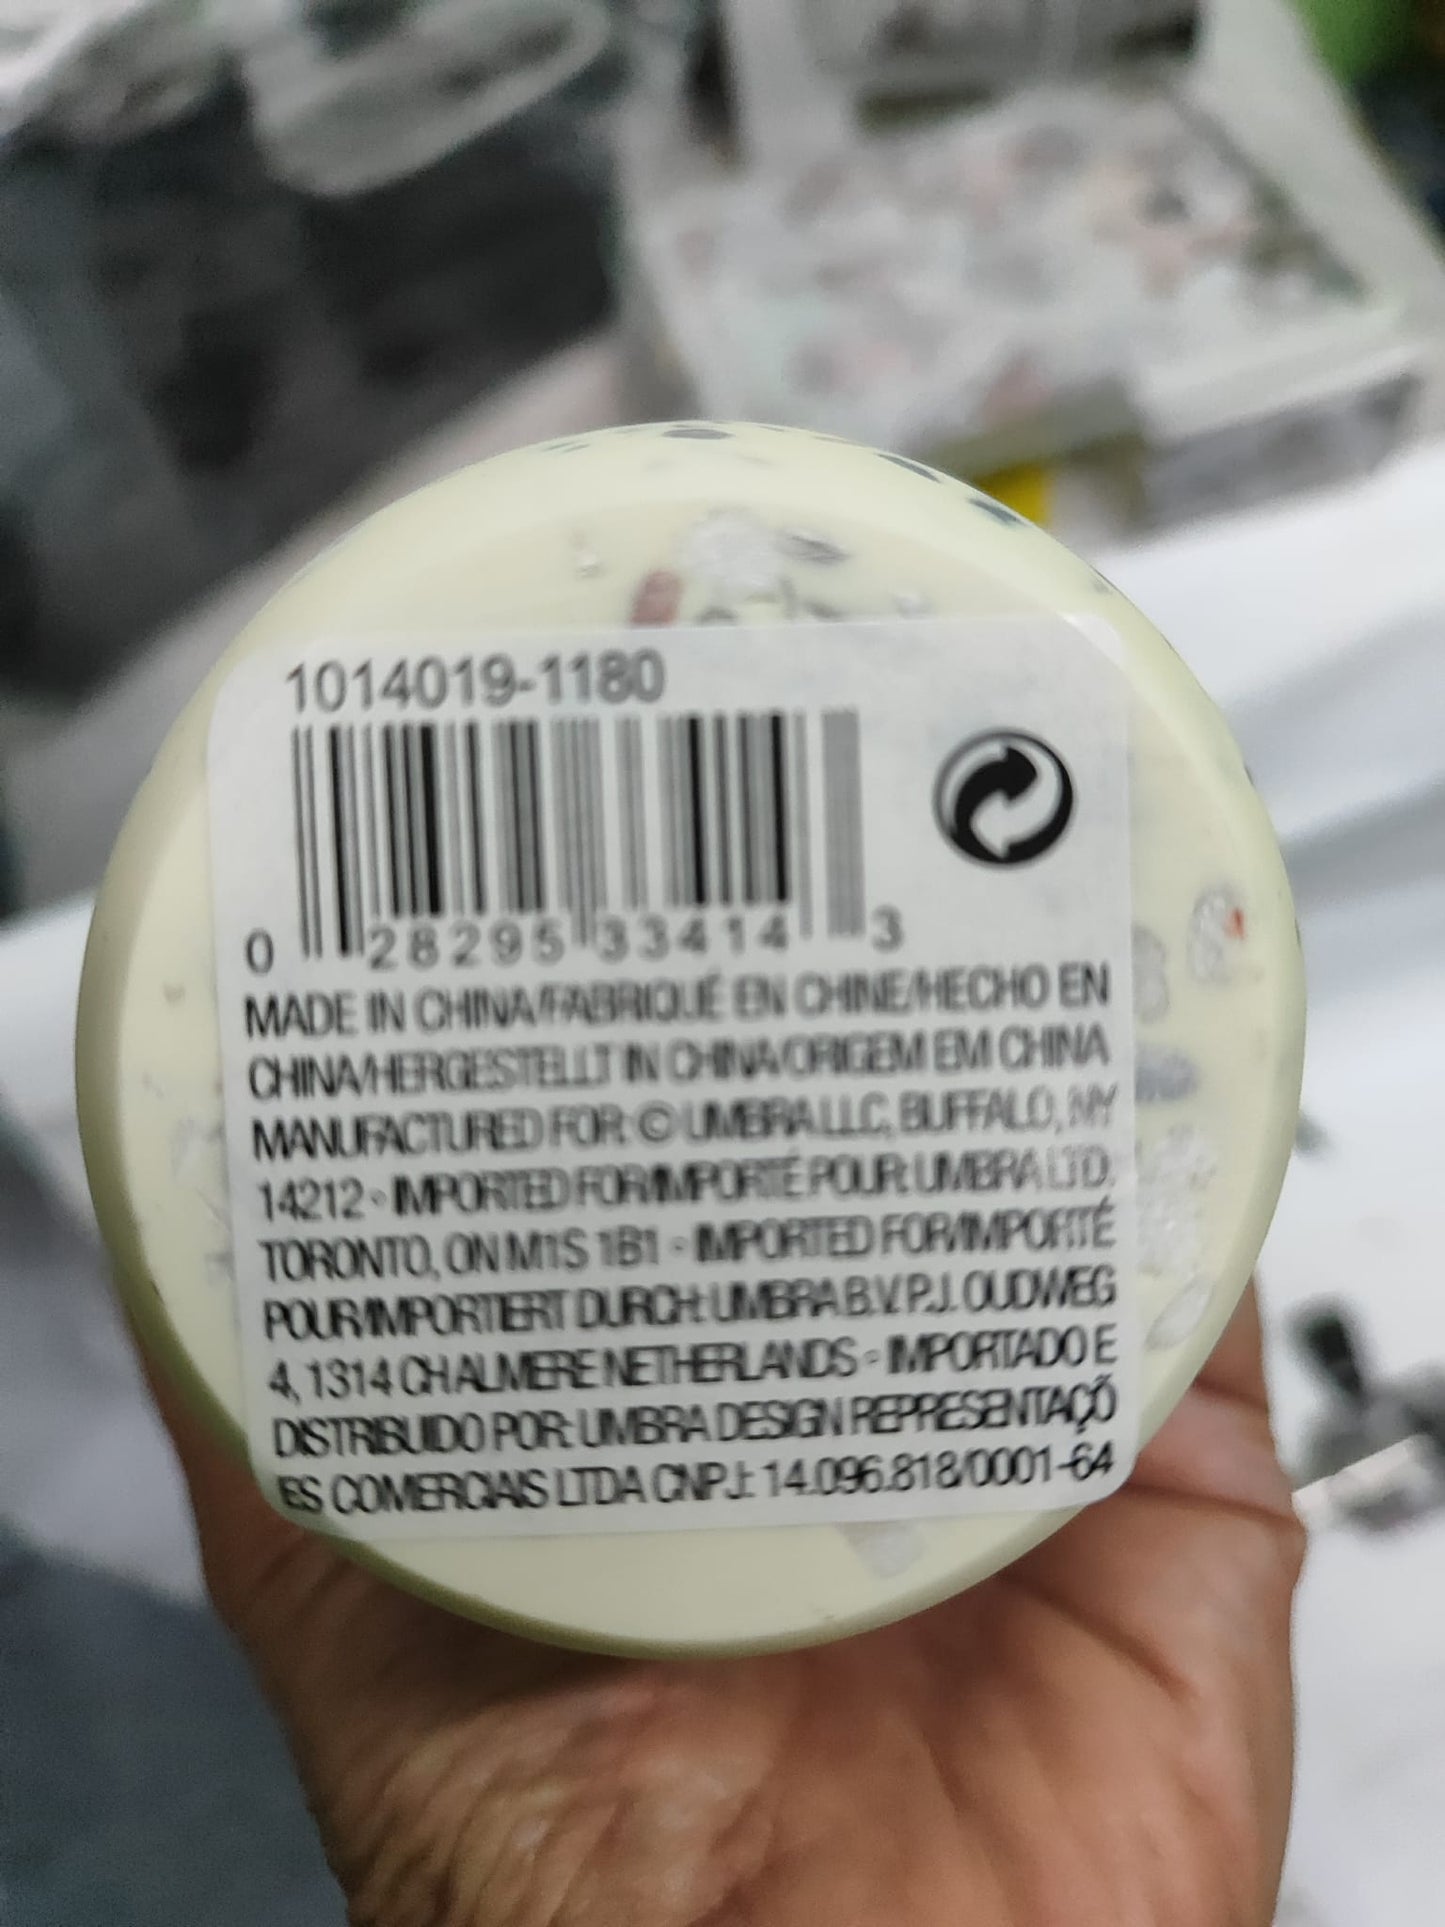 1014019-1180
0 28295 33414 3
MADE IN CHINA/FABRIQUÉ EN CHINE/HECHO EN
CHINA/HERGESTELLT IN CHINA/ORIGEM EM CHINA
MANUFACTURED FOR: © UMBRA LLC, BUFFALO, NY
14212 • IMPORTED FOR/IMPORTÉ POUR: UMBRA LTD.
TORONTO, ON M1S 1B1 • IMPORTED FOR/IMPORTÉ
POUR/IMPORTIERT DURCH: UMBRA B.V. P.J. OUDWEG
4, 1314 CH ALMERE NETHERLANDS • IMPORTADO E
DISTRIBUIDO POR: UMBRA DESIGN REPRESENTAÇÕ
ES COMERCIAIS LTDA CNPJ: 14.096.818/0001-64